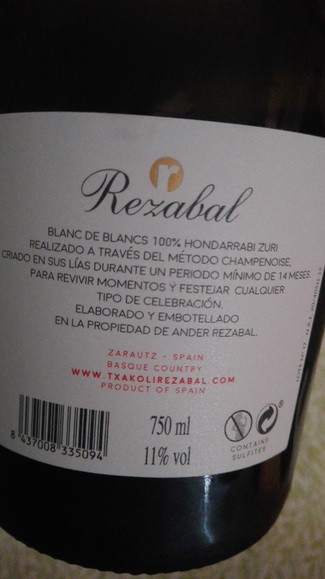 r
Rezabal
BLANC DE BLANCS 100% HONDARRABI ZURI
REALIZADO A TRAVÉS DEL MÉTODO CHAMPENOISE,
CRIADO EN SUS LÍAS DURANTE UN PERIODO MÍNIMO DE 14 MESES.
PARA REVIVIR MOMENTOS Y FESTEJAR CUALQUIER
TIPO DE CELEBRACIÓN.
ELABORADO Y EMBOTELLADO
EN LA PROPIEDAD DE ANDER REZABAL.
ZARAUTZ - SPAIN
BASQUE COUNTRY
WWW.TXAKOLIREZABAL.COM
PRODUCT OF SPAIN
8 437008 335094
750 ml
11% vol
CONTAINS
SULFITES